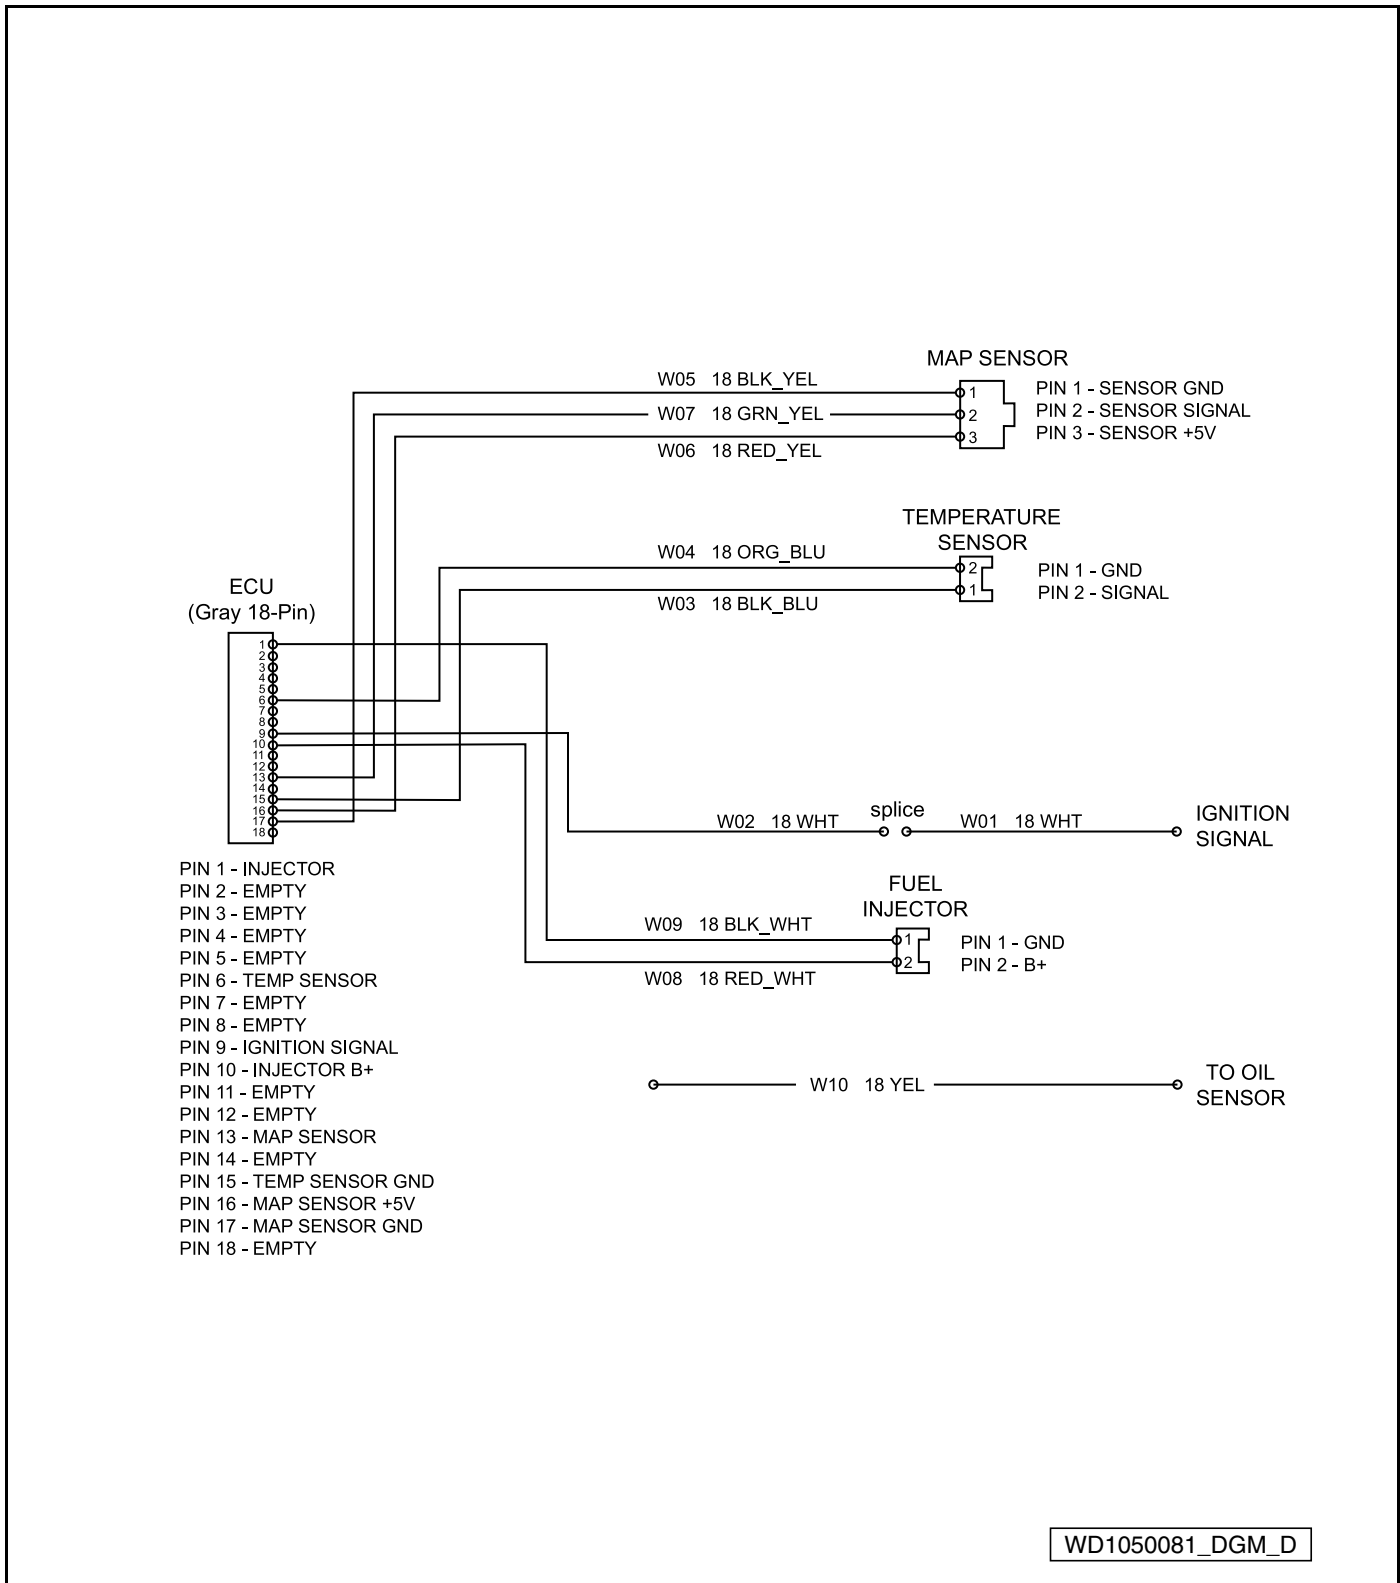 MAP SENSOR
W05 18 BLK_YEL
1
PIN 1 - SENSOR GND
W07 18 GRN_YEL
2
PIN 2 - SENSOR SIGNAL
3
PIN 3 - SENSOR +5V
W06 18 RED_YEL
TEMPERATURE
SENSOR
W04 18 ORG_BLU
2
PIN 1 - GND
1
PIN 2 - SIGNAL
W03 18 BLK_BLU
ECU
(Gray 18-Pin)
1
2
3
4
5
6
7
8
9
10
11
12
13
14
15
16
17
18
W02 18 WHT
splice
W01 18 WHT
IGNITION
SIGNAL
PIN 1 - INJECTOR
PIN 2 - EMPTY
PIN 3 - EMPTY
PIN 4 - EMPTY
PIN 5 - EMPTY
PIN 6 - TEMP SENSOR
PIN 7 - EMPTY
PIN 8 - EMPTY
PIN 9 - IGNITION SIGNAL
PIN 10 - INJECTOR B+
PIN 11 - EMPTY
PIN 12 - EMPTY
PIN 13 - MAP SENSOR
PIN 14 - EMPTY
PIN 15 - TEMP SENSOR GND
PIN 16 - MAP SENSOR +5V
PIN 17 - MAP SENSOR GND
PIN 18 - EMPTY
FUEL
INJECTOR
W09 18 BLK_WHT
1
PIN 1 - GND
2
PIN 2 - B+
W08 18 RED_WHT
W10 18 YEL
TO OIL
SENSOR
WD1050081_DGM_D